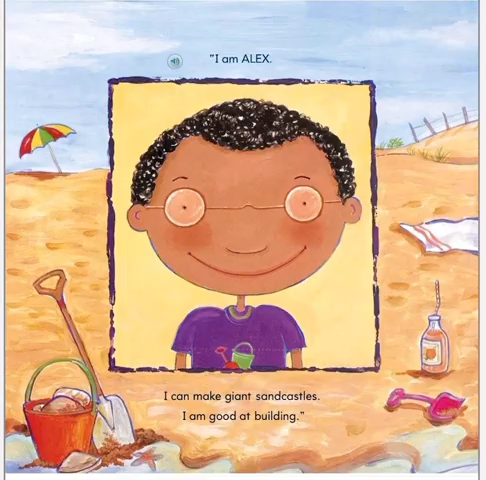 "I am ALEX.
I can make giant sandcastles.
I am good at building."